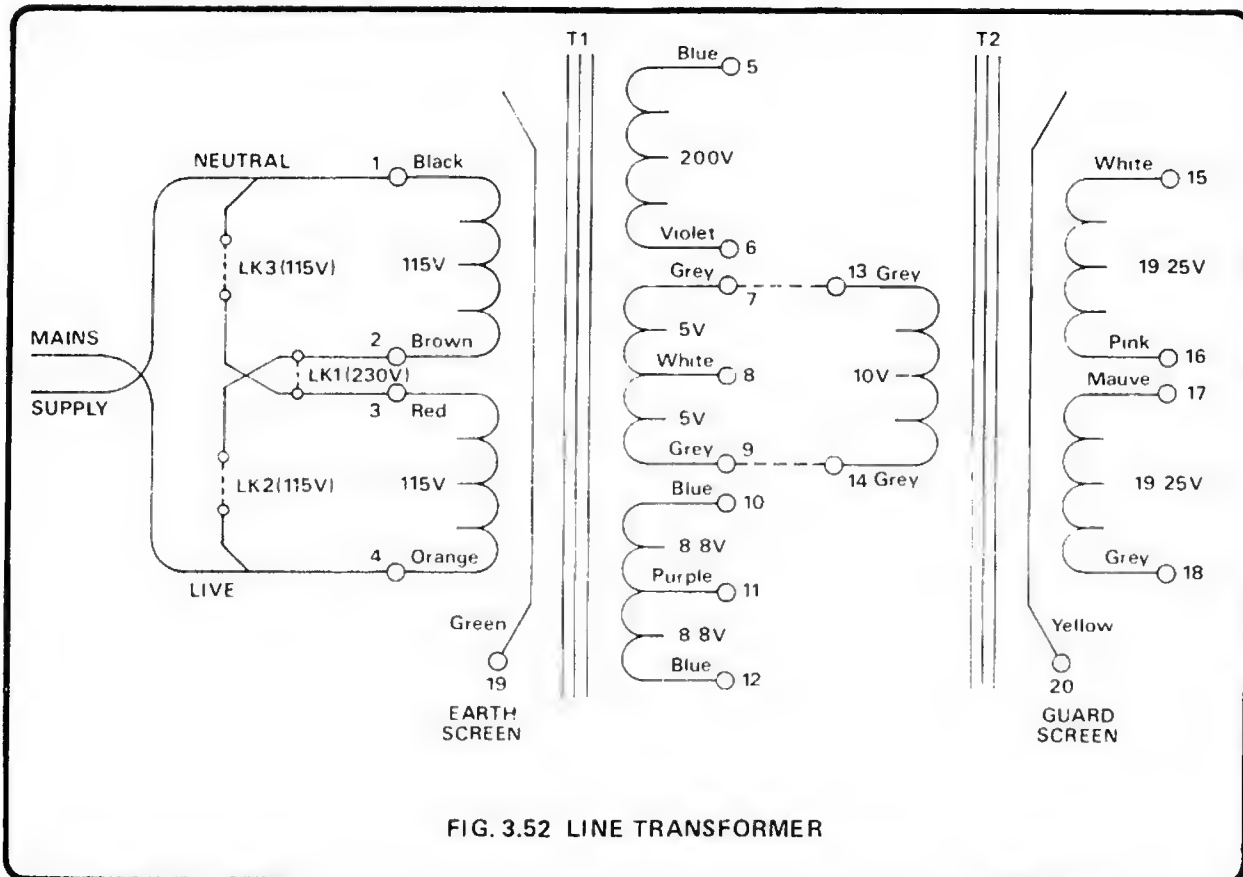 T1
T2
Blue 5
200V
Violet 6
NEUTRAL
1 Black
LK3(115V)
115V
MAINS
SUPPLY
2 Brown
LK1(230V)
3 Red
LK2(115V)
115V
4 Orange
LIVE
Green
19
EARTH
SCREEN
Grey
7
5V
White 8
5V
Grey 9
13 Grey
10V
14 Grey
Blue 10
8 8V
Purple 11
8 8V
Blue 12
White 15
19 25V
Pink 16
Mauve 17
19 25V
Grey 18
Yellow
20
GUARD
SCREEN
FIG. 3.52 LINE TRANSFORMER